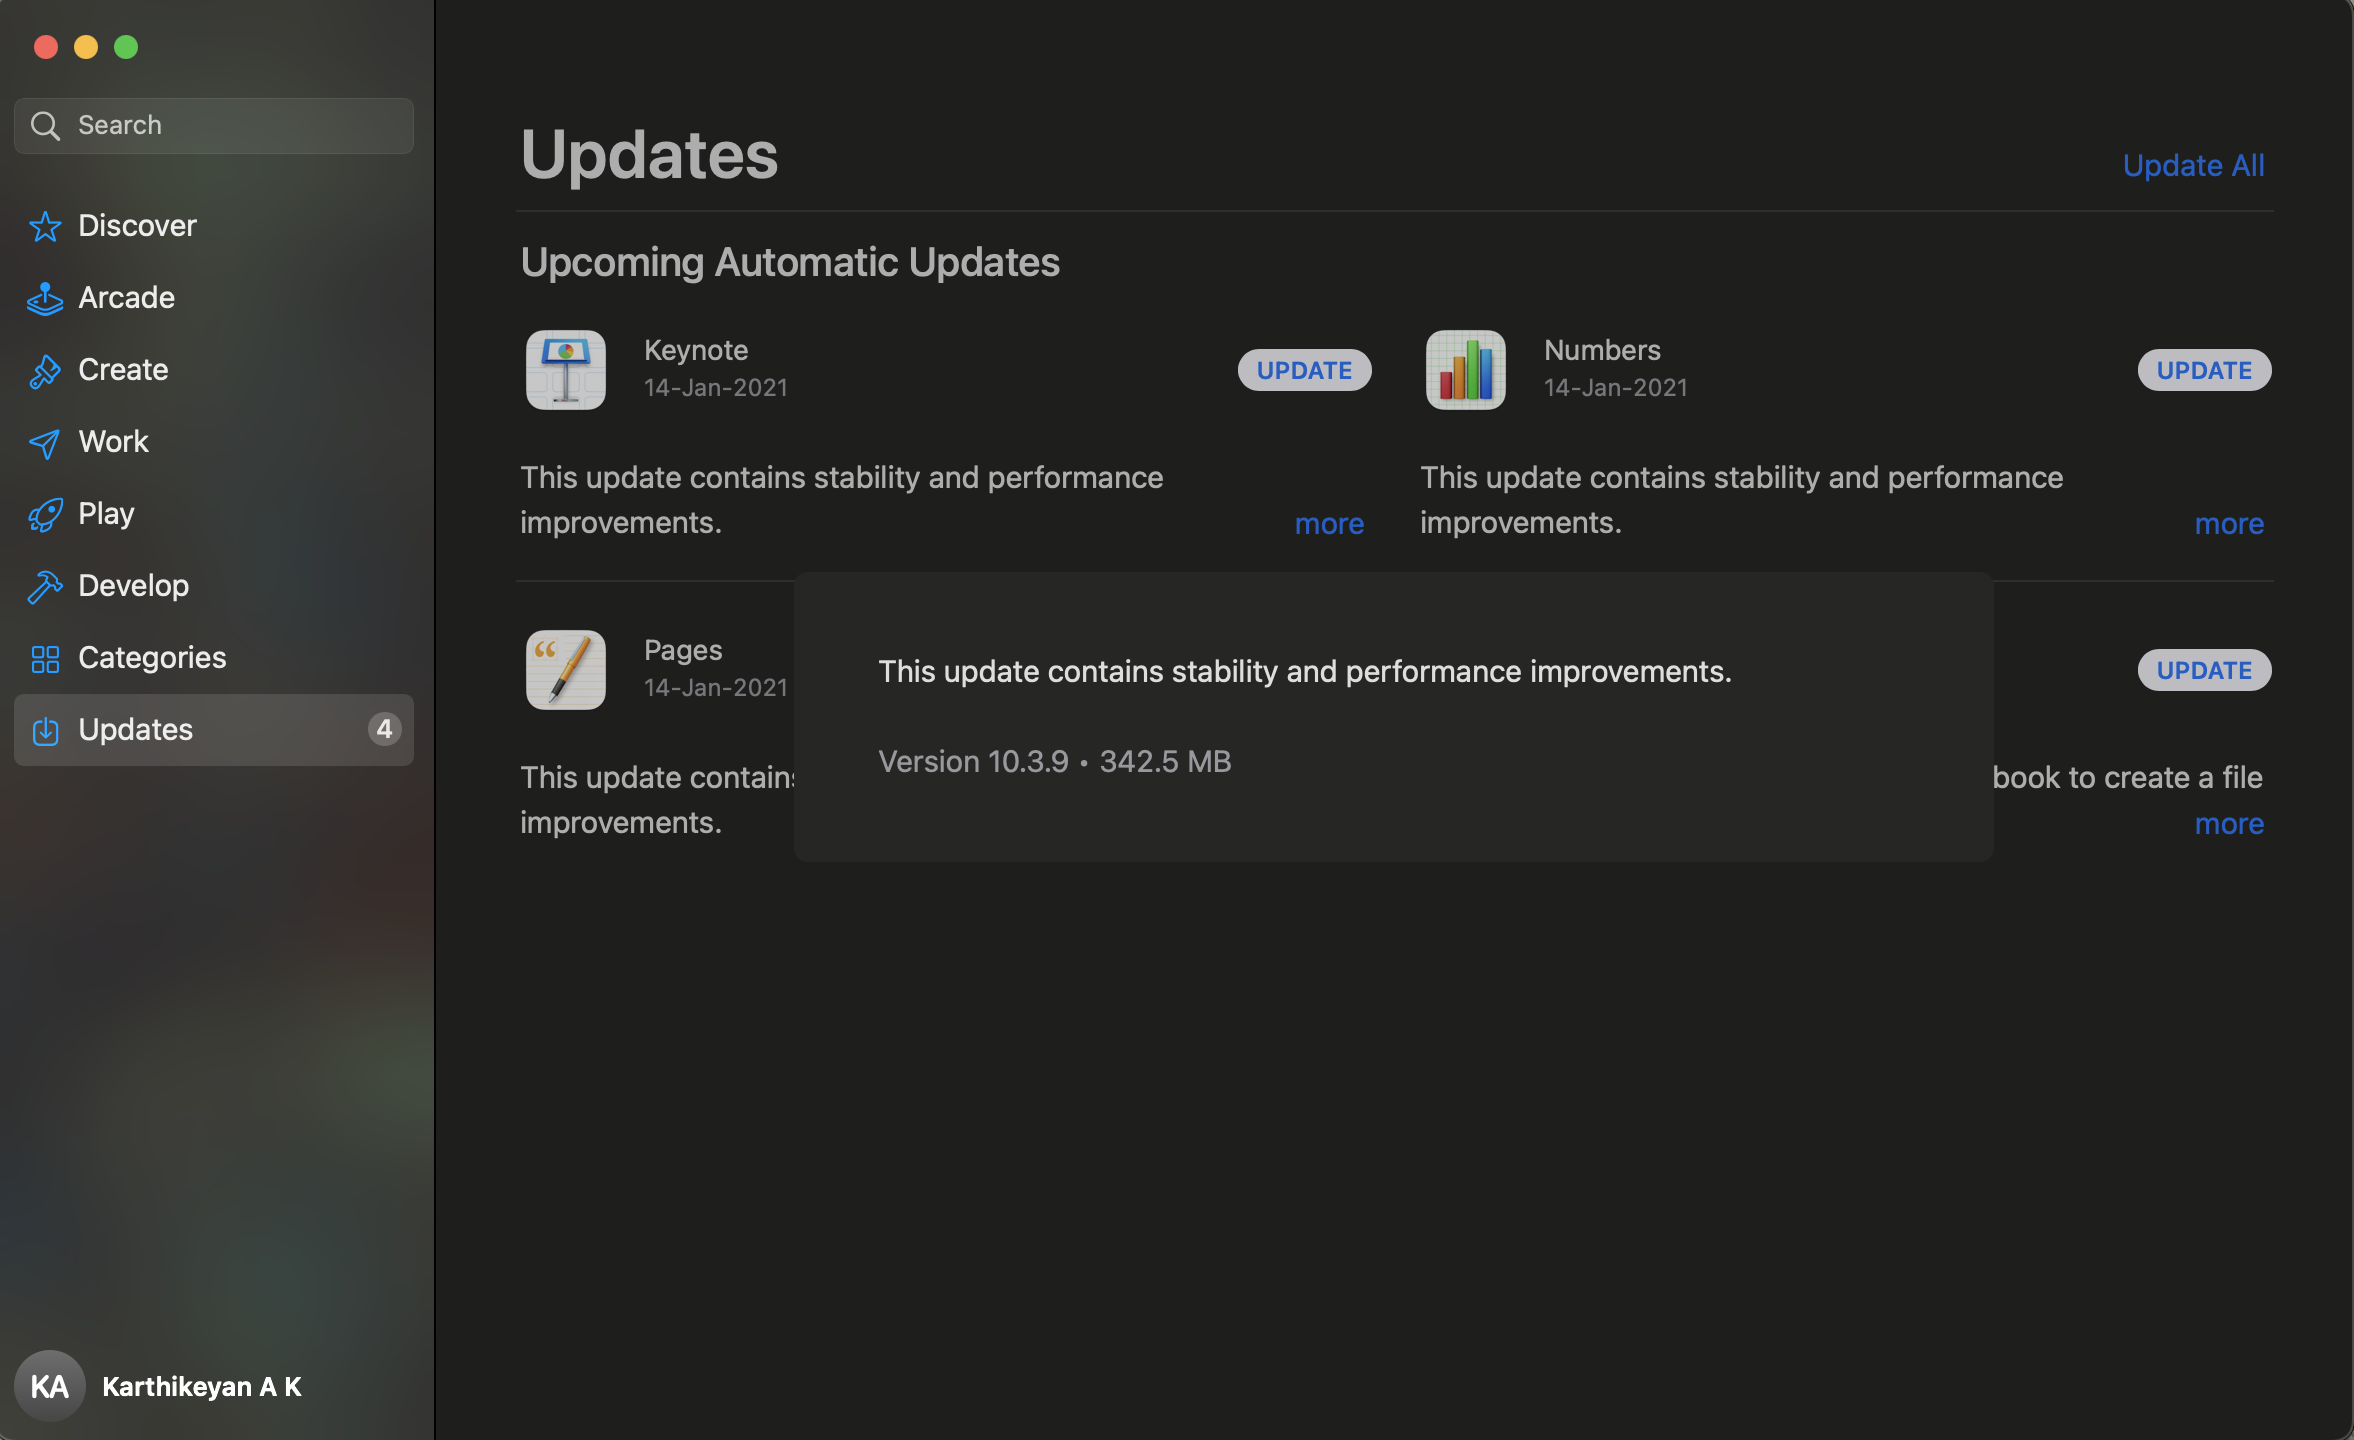 Search
Discover
Arcade
Create
Work
Play
Develop
Categories
Updates 4
KA Karthikeyan A K
Updates
Update All
Upcoming Automatic Updates
Keynote
14-Jan-2021
UPDATE
This update contains stability and performance
improvements.
more
Numbers
14-Jan-2021
UPDATE
This update contains stability and performance
improvements.
more
Pages
14-Jan-2021
This update contains
improvements.
This update contains stability and performance improvements.
Version 10.3.9 • 342.5 MB
UPDATE
book to create a file
more